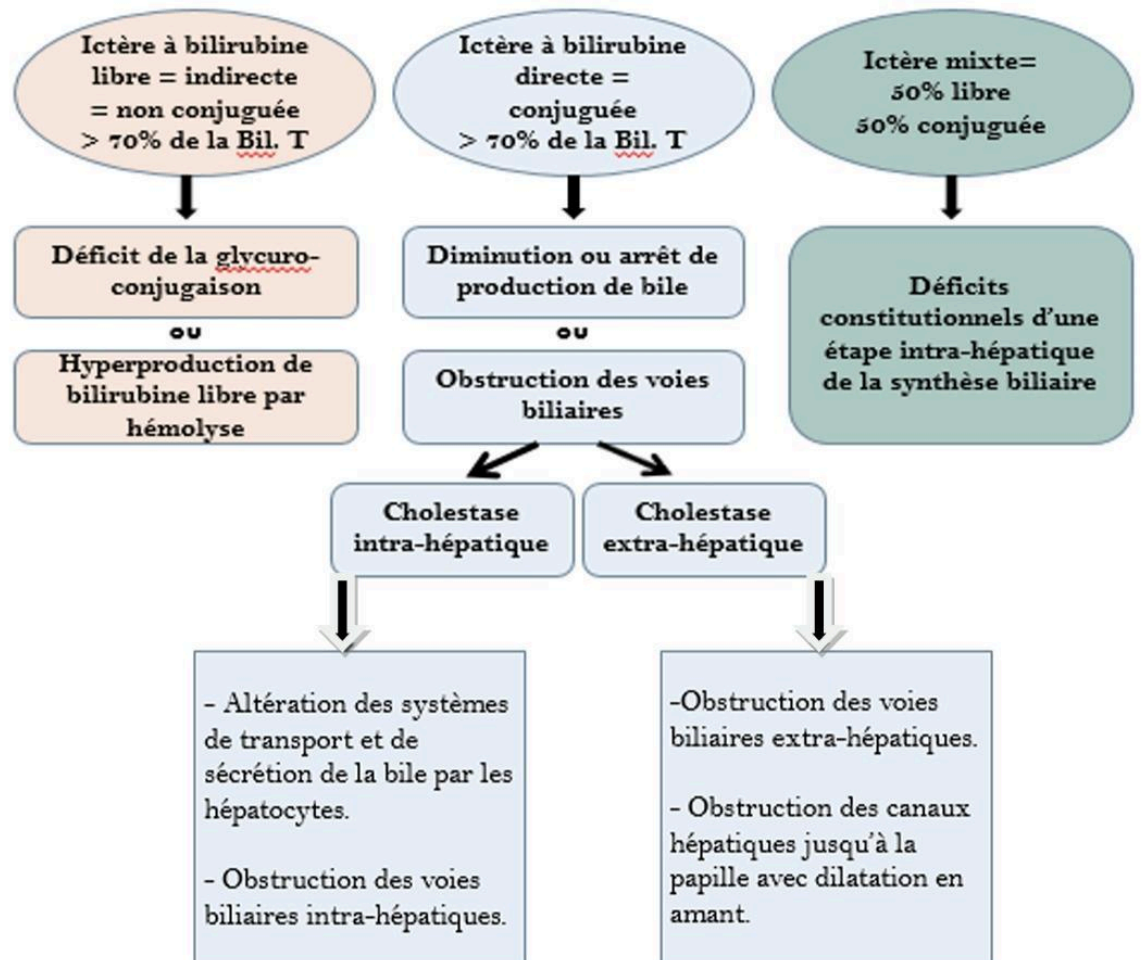 Ictère à bilirubine
libre = indirecte
= non conjuguée
> 70% de la Bil. T
Ictère à bilirubine
directe =
conjuguée
> 70% de la Bil. T
Ictère mixte=
50% libre
50% conjuguée
Déficit de la glycuro-
conjugaison
ou
Hyperproduction de
bilirubine libre par
hémolyse
Diminution ou arrêt de
production de bile
ou
Obstruction des voies
biliaires
Déficits
constitutionnels d'une
étape intra-hépatique
de la synthèse biliaire
Cholestase
intra-hépatique
Cholestase
extra-hépatique
- Altération des systèmes
de transport et de
sécrétion de la bile par les
hépatocytes.
- Obstruction des voies
biliaires intra-hépatiques.
-Obstruction des voies
biliaires extra-hépatiques.
- Obstruction des canaux
hépatiques jusqu'à la
papille avec dilatation en
amant.